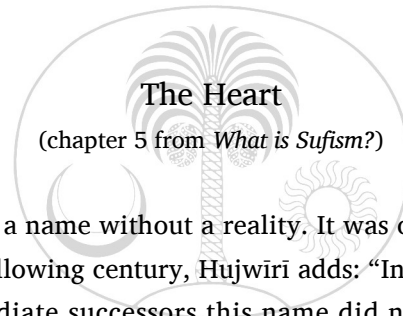 The Heart
(chapter 5 from What is Sufism?)
a name without a reality. It was
llowing century, Hujwīrī adds: “In
diate successors this name did